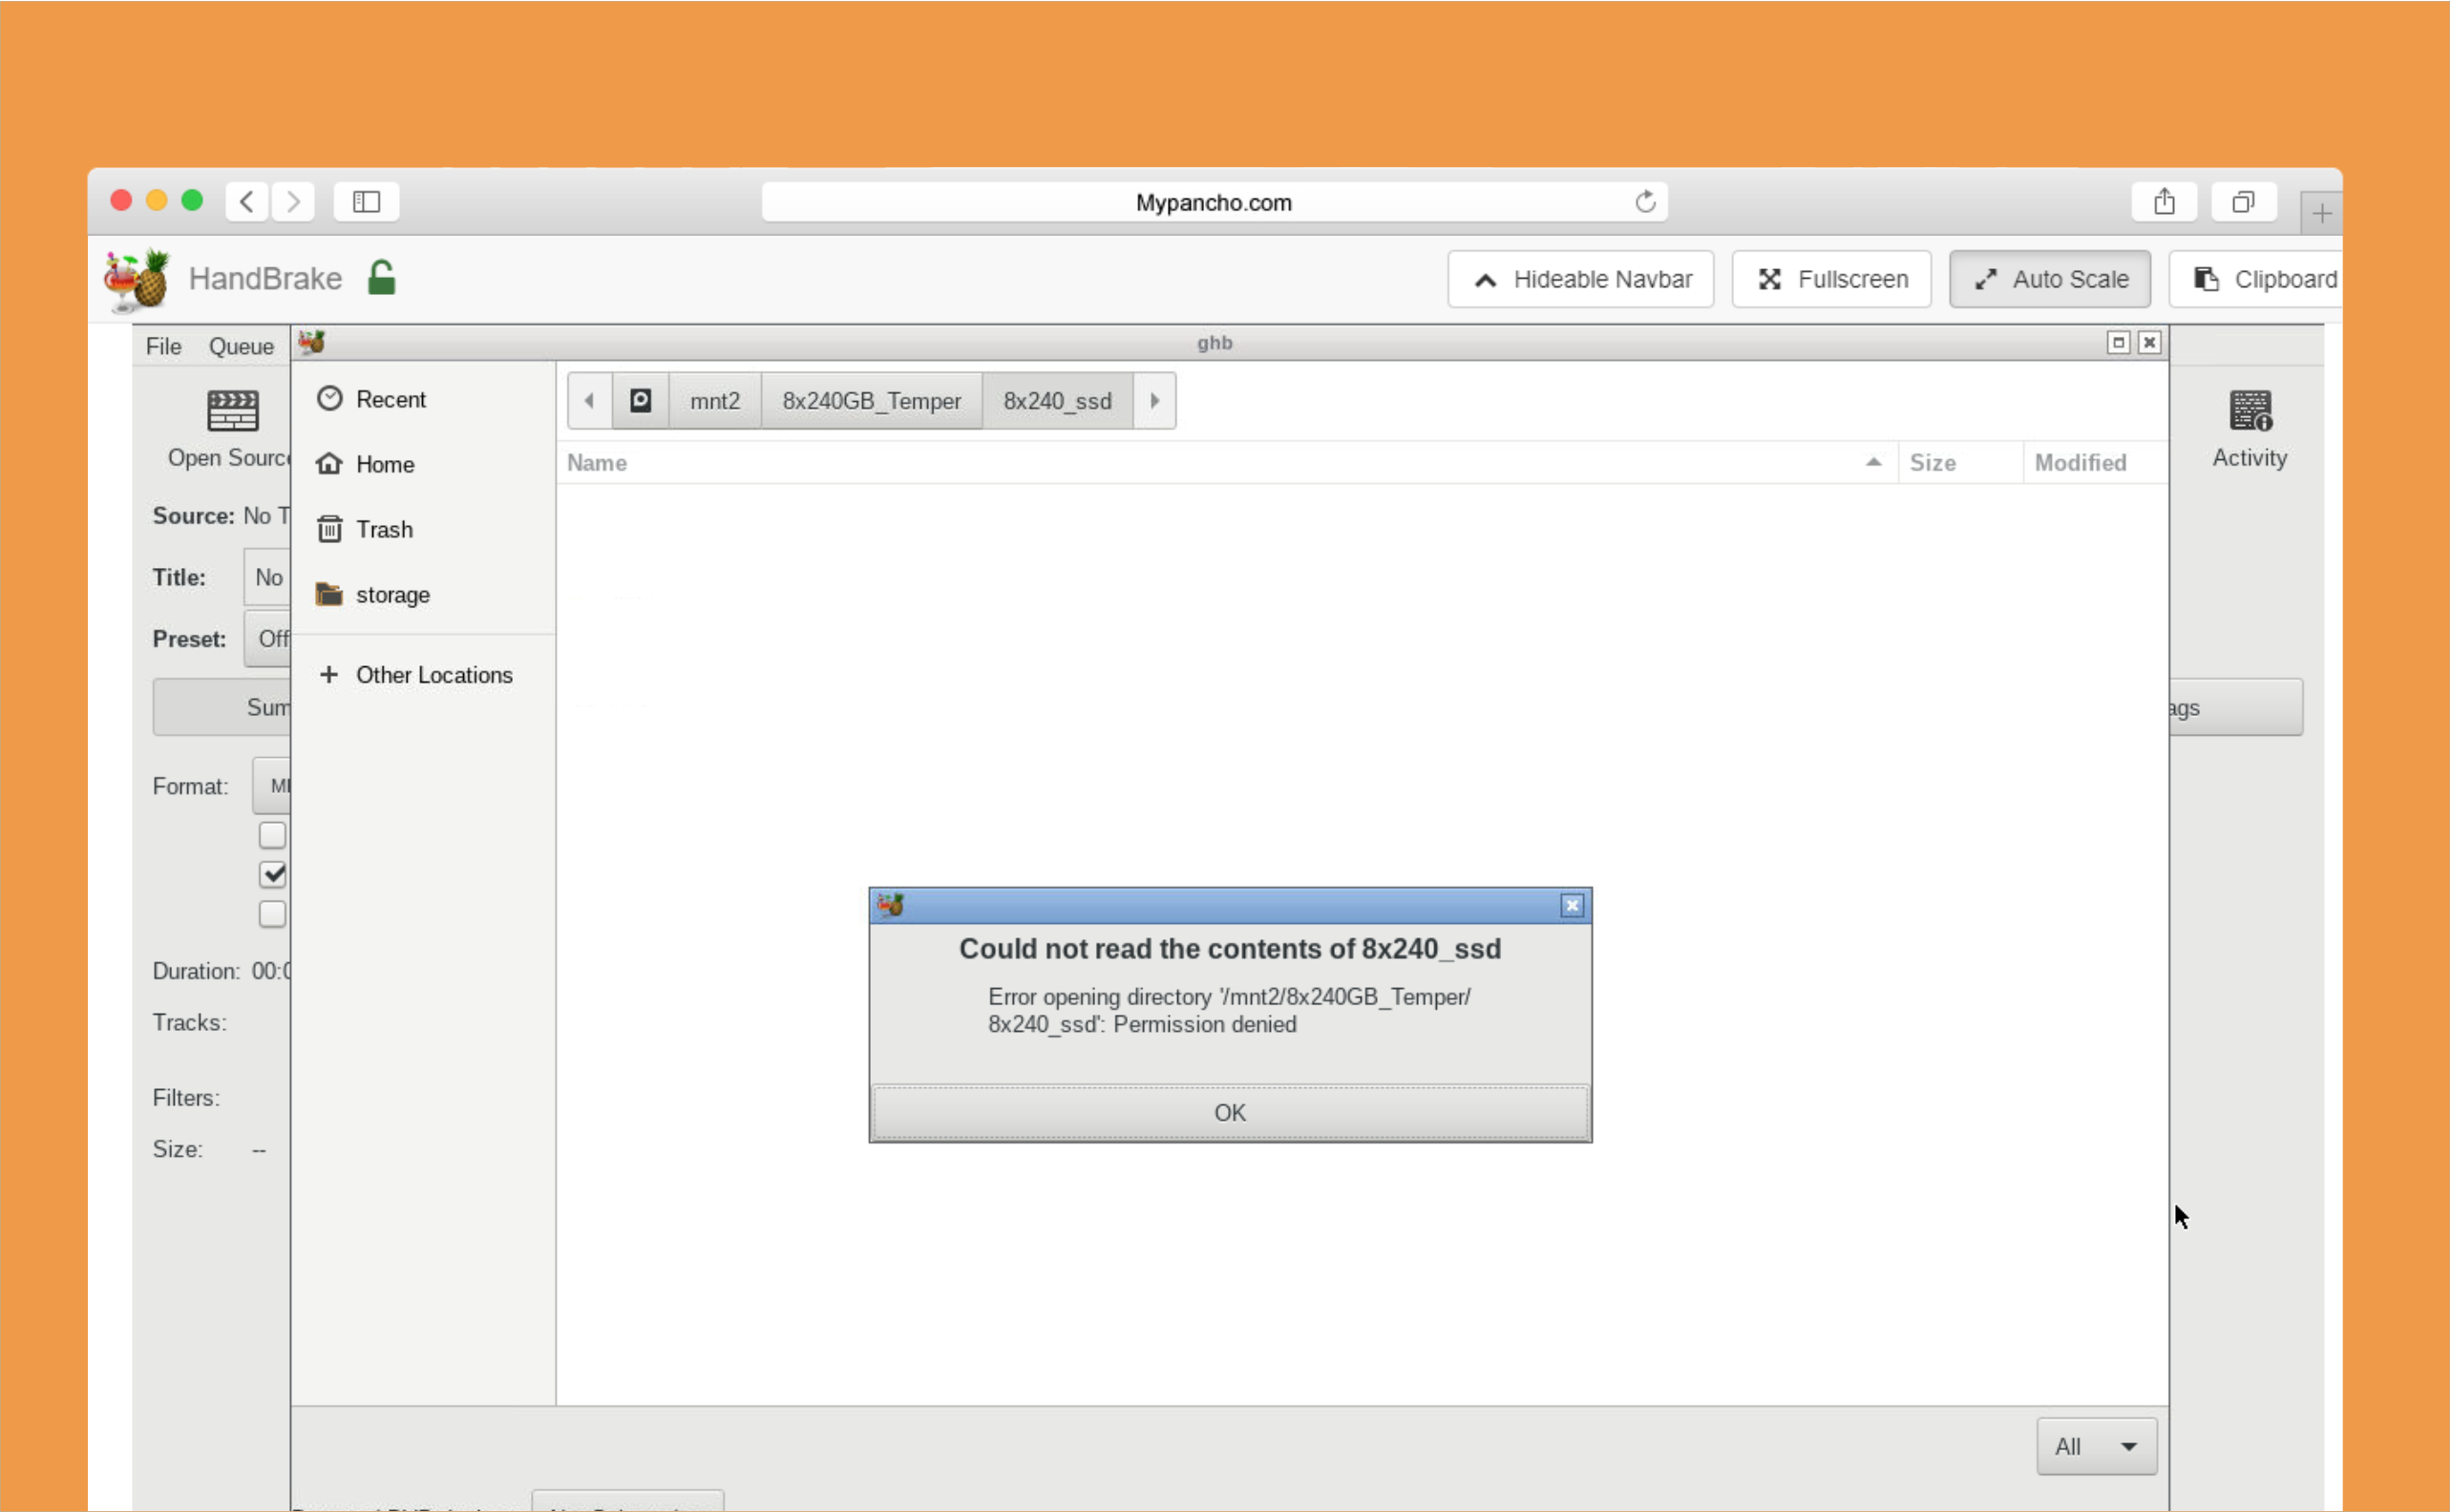 Mypancho.com
HandBrake
Hideable Navbar
Fullscreen
Auto Scale
Clipboard
File Queue
ghb
Recent
Home
Trash
storage
Other Locations
mnt2
8x240GB_Temper
8x240_ssd
Name
Size
Modified
Open Sourc
Activity
Source: No T
Title: No
Preset: Off
Sum
ags
Format:
Duration: 00:0
Tracks:
Filters:
Size: --
Could not read the contents of 8x240_ssd
Error opening directory '/mnt2/8x240GB_Temper/
8x240_ssd': Permission denied
OK
All